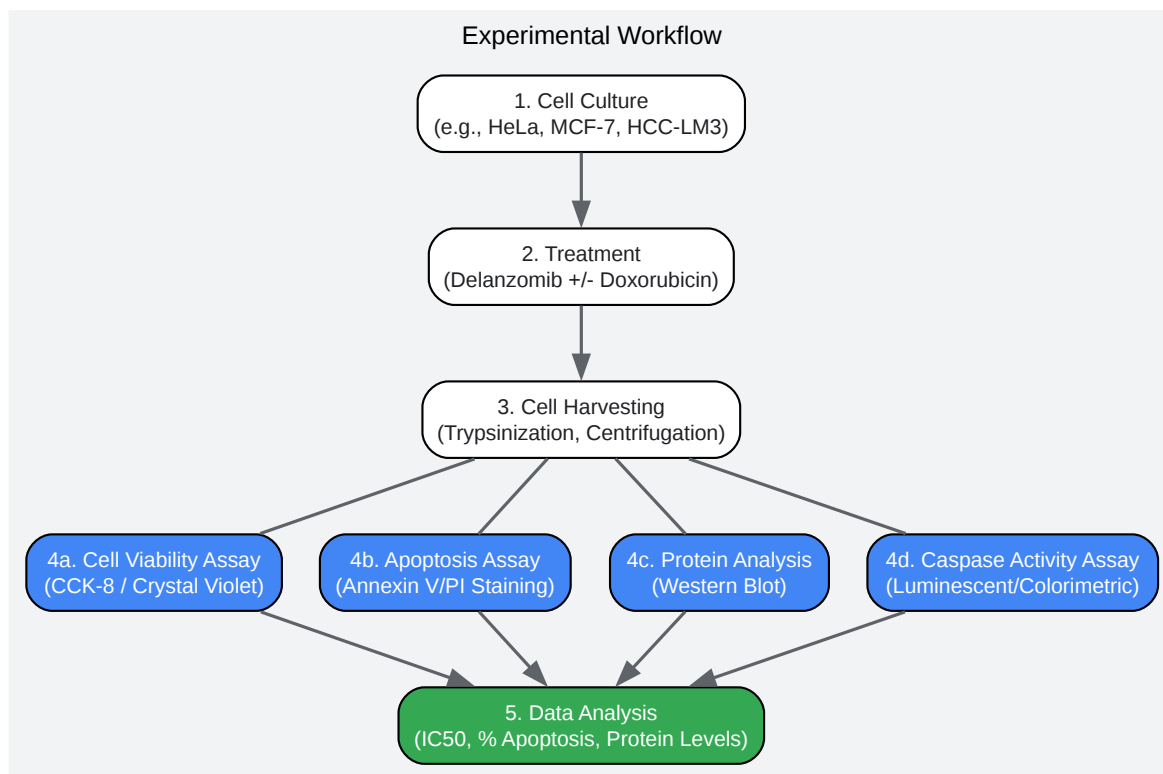 Experimental Workflow
1. Cell Culture
(e.g., HeLa, MCF-7, HCC-LM3)
2. Treatment
(Delanzomib +/- Doxorubicin)
3. Cell Harvesting
(Trypsinization, Centrifugation)
4a. Cell Viability Assay
(CCK-8 / Crystal Violet)
4b. Apoptosis Assay
(Annexin V/PI Staining)
4c. Protein Analysis
(Western Blot)
4d. Caspase Activity Assay
(Luminescent/Colorimetric)
5. Data Analysis
(IC50, % Apoptosis, Protein Levels)